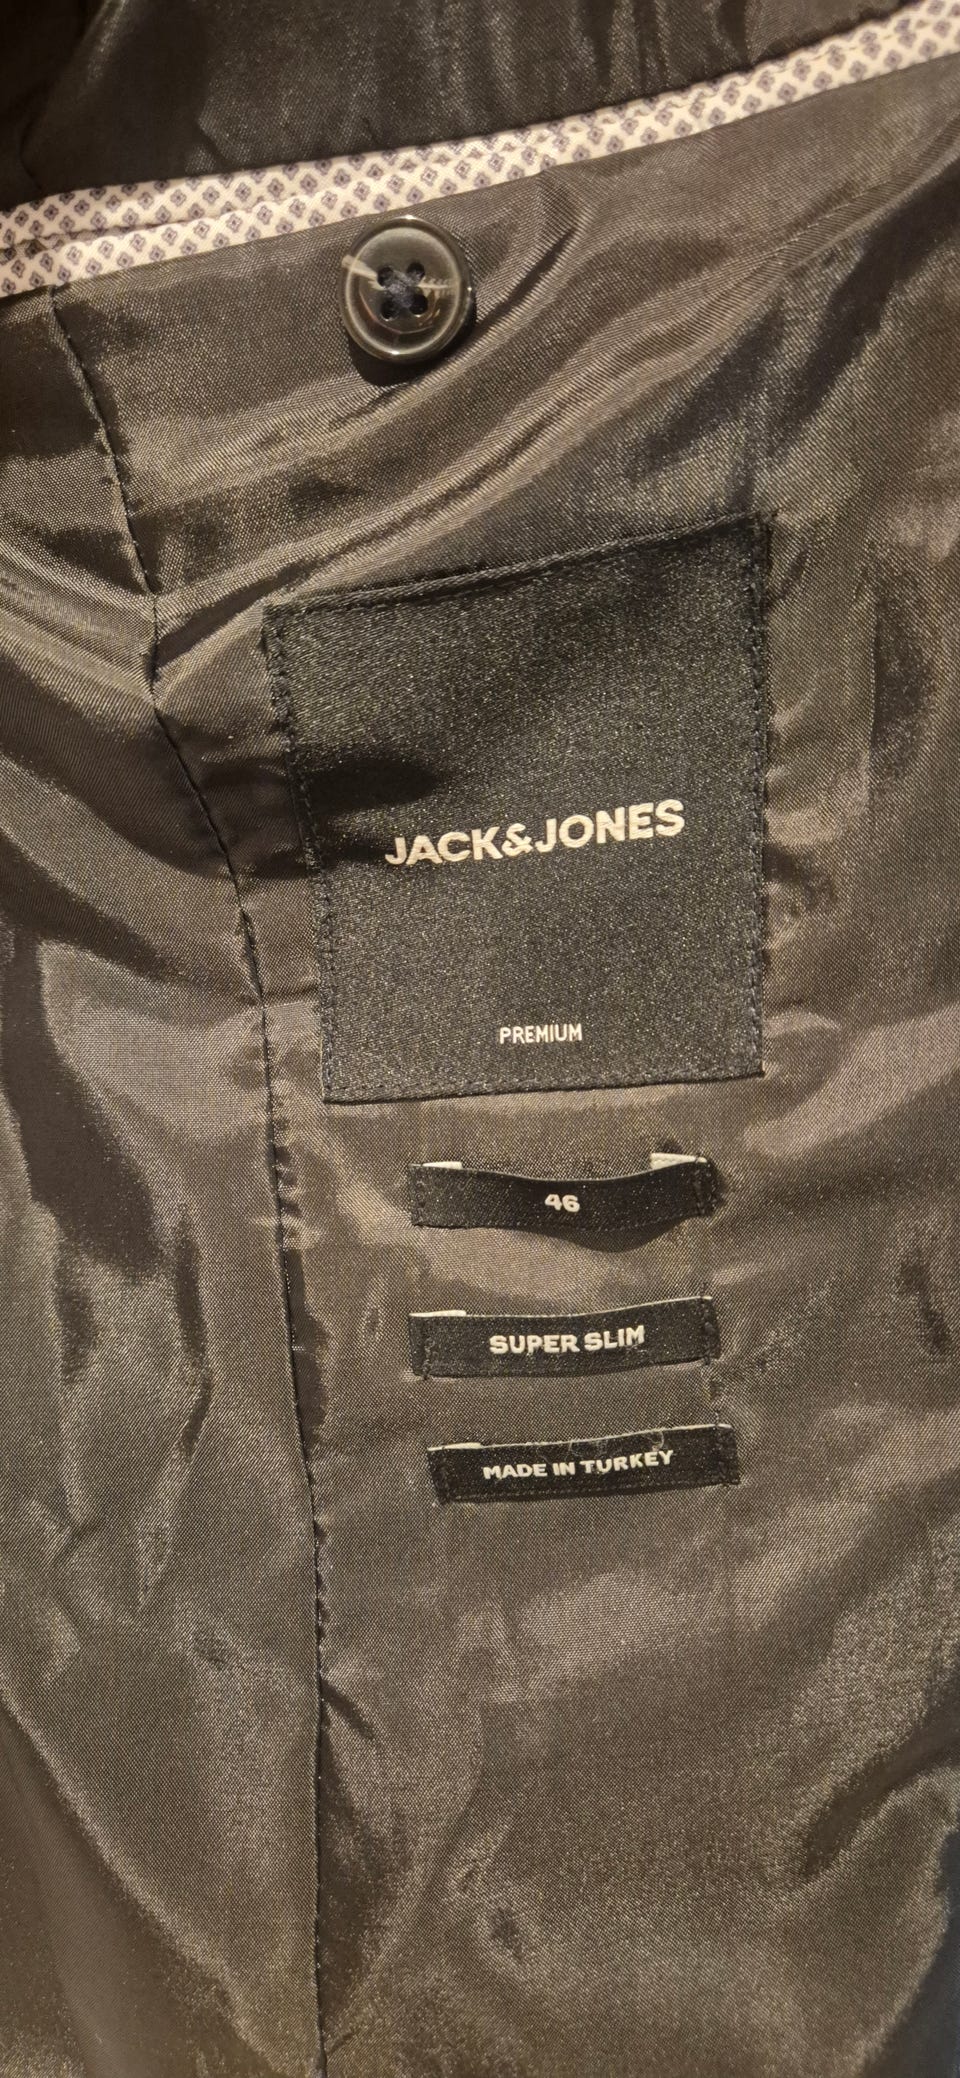 JACK&JONES
PREMIUM
46
SUPER SLIM
MADE IN TURKEY